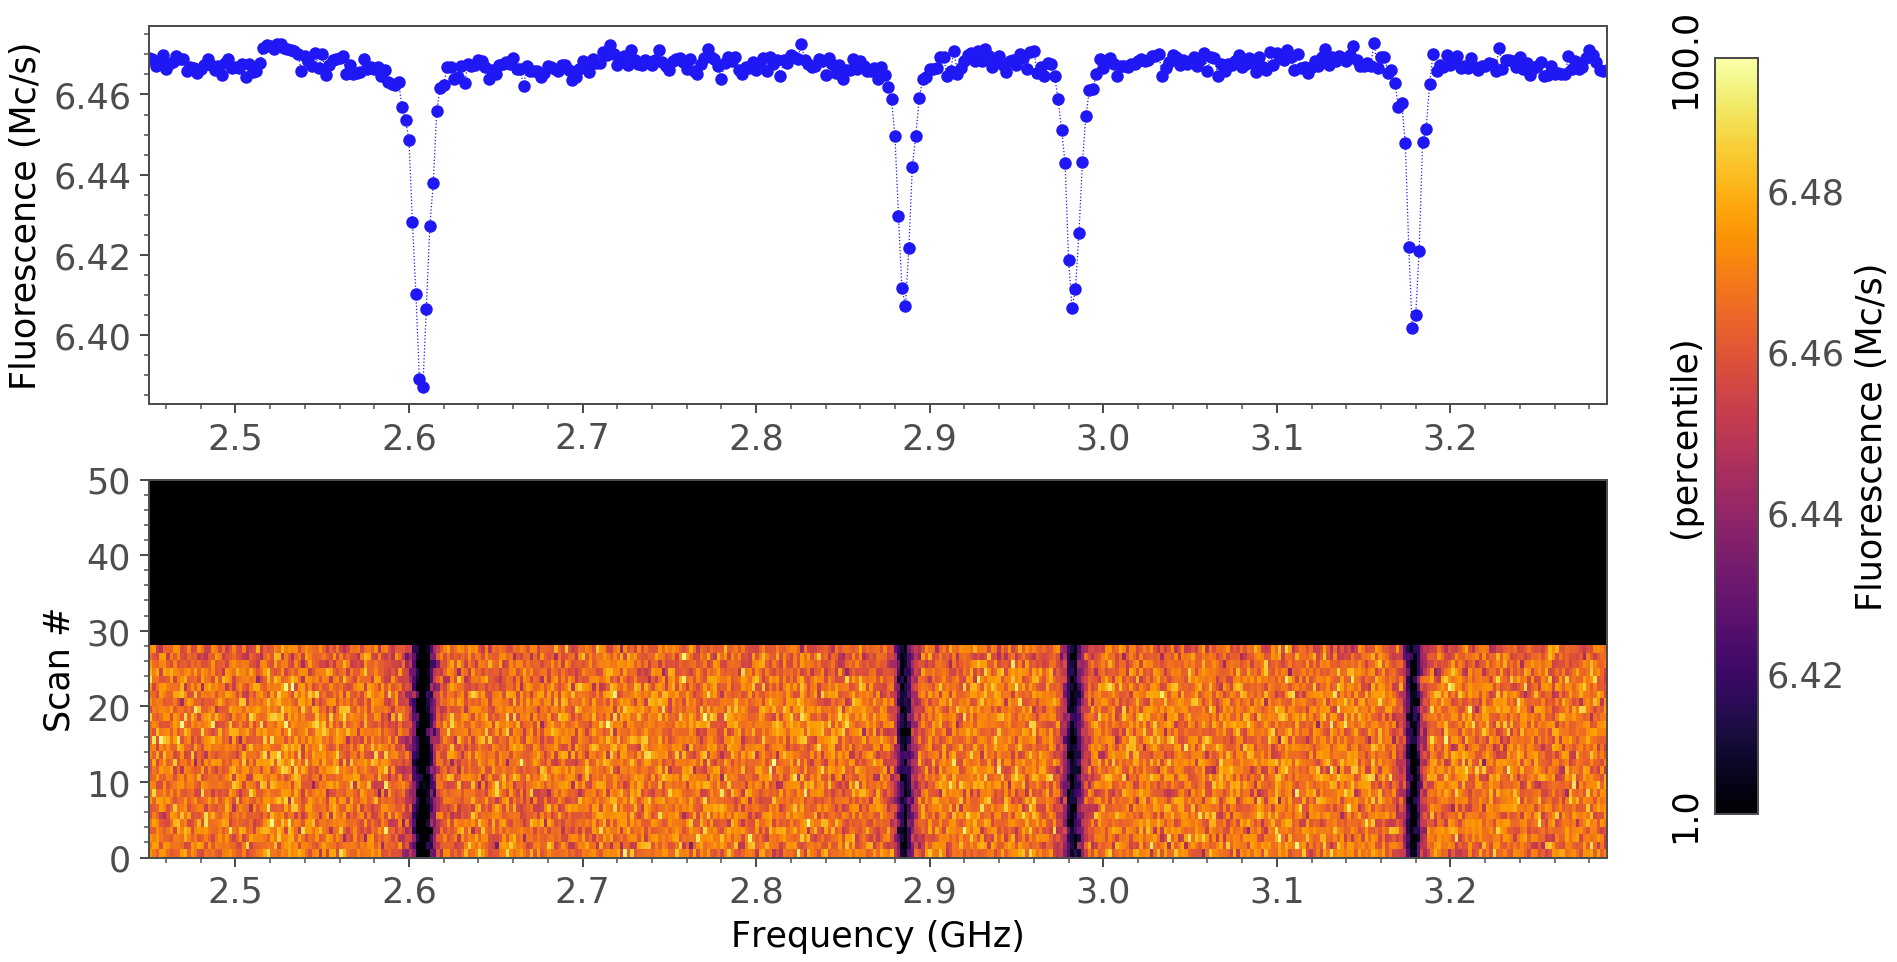 Fluorescence (Mc/s)
6.46
6.44
6.42
6.40
2.5 2.6 2.7 2.8 2.9 3.0 3.1 3.2
Scan #
50
40
30
20
10
0
2.5 2.6 2.7 2.8 2.9 3.0 3.1 3.2
Frequency (GHz)
100.0
(percentile)
1.0
6.48
6.46
6.44
6.42
Fluorescence (Mc/s)